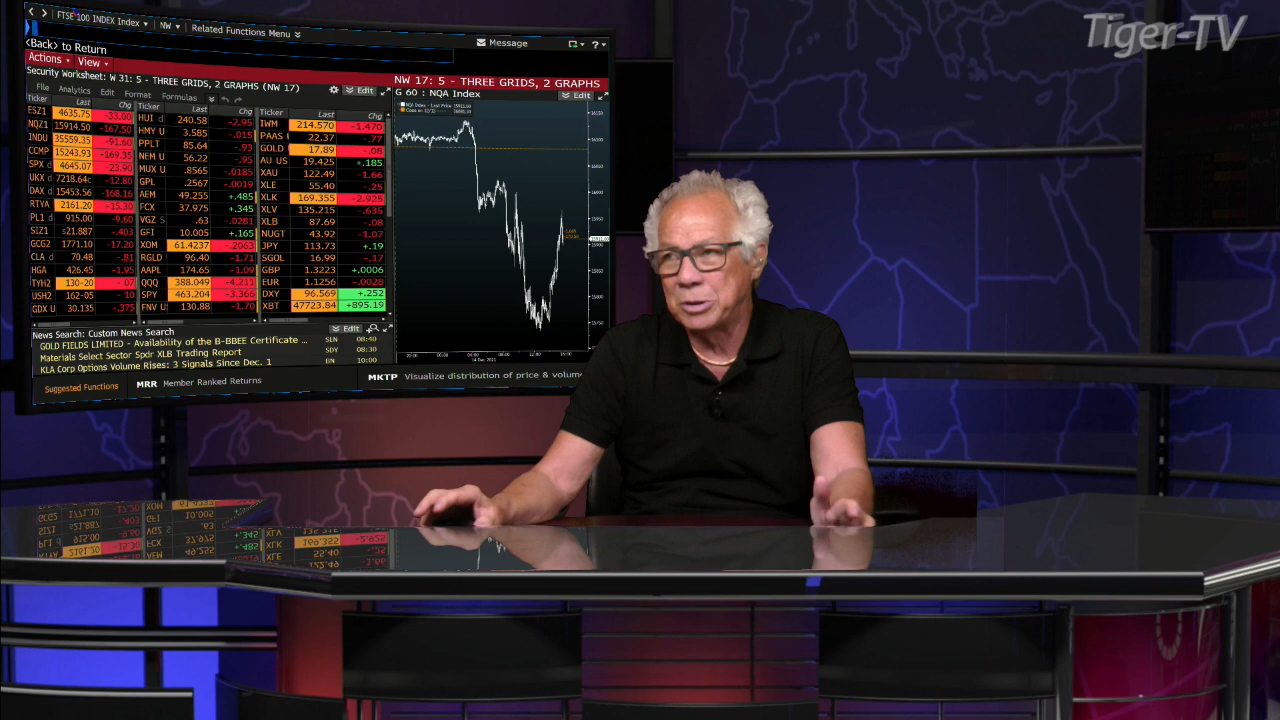 Tiger-TV
< > FTSE 100 INDEX Index NW Related Functions Menu
Message ?
<Back> to Return
Actions View
Security Worksheet: W 31: 5 - THREE GRIDS, 2 GRAPHS (NW 17) Edit
NW 17: 5 - THREE GRIDS, 2 GRAPHS
G 60 : NQA Index
Edit
File Analytics Edit Format Formulas
Ticker Last Chg Ticker Last Chg Ticker Last Chg
ESZ1 4635.75 -33.00 HUI d 240.58 -2.95 IWM 214.570 -1.470
NQZ1 15914.50 -167.50 HMY U 3.585 -.015 PAAS U 22.37 -.77
INDU 35559.35 -91.60 PPLT 85.64 -.93 GOLD 17.89 -.08
CCMP 15243.93 -169.35 NEM U 56.22 -.95 AU US 19.425 +.185
SPX d 4645.07 -23.90 MUX U .8565 -.0185 XAU 122.49 -1.66
UKX d 7218.64c -12.80 GPL .2567 -.0019 XLE 55.40 -.25
DAX d 15453.56 -168.16 AEM 49.255 +.485 XLK 169.355 -2.925
RTYA 2161.20 -15.30 FCX 37.975 +.345 XLV 135.215 -.635
PL1 d 915.00 -9.60 VGZ S .63 -.0281 XLB 87.69 -.08
SIZ1 s21.887 -.403 GFI 10.005 +.165 NUGT 43.92 -1.07
GCG2 1771.10 -17.20 XOM 61.4237 -.2063 JPY 113.73 +.19
CLA d 70.48 -.81 RGLD 96.40 -1.71 SGOL 16.99 -.17
HGA 426.45 -1.95 AAPL 174.65 -1.09 GBP 1.3223 +.0006
TYH2 130-20 - 07 QQQ 388.049 -4.211 EUR 1.1256 -.0028
USH2 162-05 - 10 SPY 463.204 -3.366 DXY 96.569 +.252
GDX U 30.135 -.375 FNV U 130.88 -1.70 XBT 47723.84 +895.19
News Search: Custom News Search Edit
GOLD FIELDS LIMITED - Availability of the B-BBEE Certificate ... SEN 08:40
Materials Select Sector Spdr XLB Trading Report SDY 08:30
KLA Corp Options Volume Rises: 3 Signals Since Dec. 1 BN 10:00
Suggested Functions MRR Member Ranked Returns MKTP Visualize distribution of price & volum